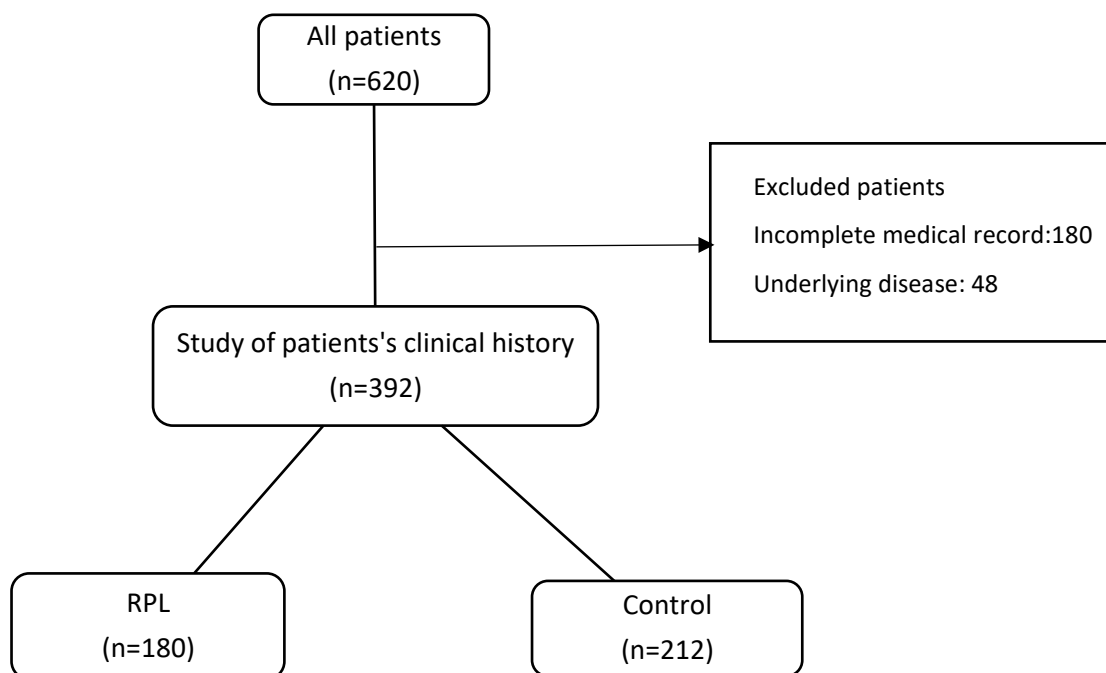 All patients
(n=620)
Excluded patients
Incomplete medical record:180
Underlying disease: 48
Study of patients's clinical history
(n=392)
RPL
(n=180)
Control
(n=212)